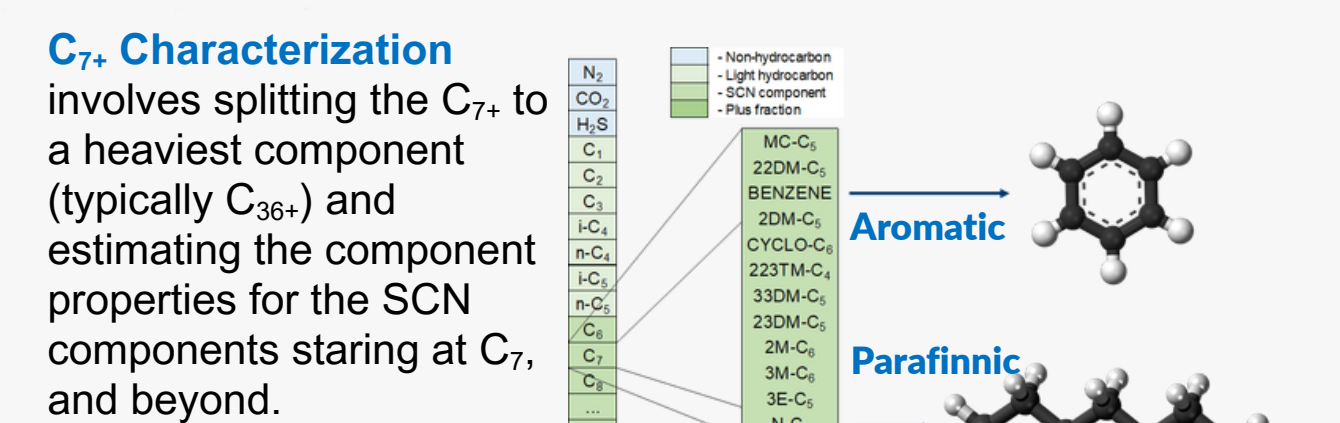 C₇₊ Characterization
involves splitting the C₇₊ to
a heaviest component
(typically C₃₆₊) and
estimating the component
properties for the SCN
components staring at C₇,
and beyond.
N₂
CO₂
H₂S
C₁
C₂
C₃
i-C₄
n-C₄
i-C₅
n-C₅
C₆
C₇
C₈
...
- Non-hydrocarbon
- Light hydrocarbon
- SCN component
- Plus fraction
MC-C₅
22DM-C₅
BENZENE
2DM-C₅
CYCLO-C₆
223TM-C₄
33DM-C₅
23DM-C₅
2M-C₆
3M-C₆
3E-C₅
Aromatic
Parafinnic